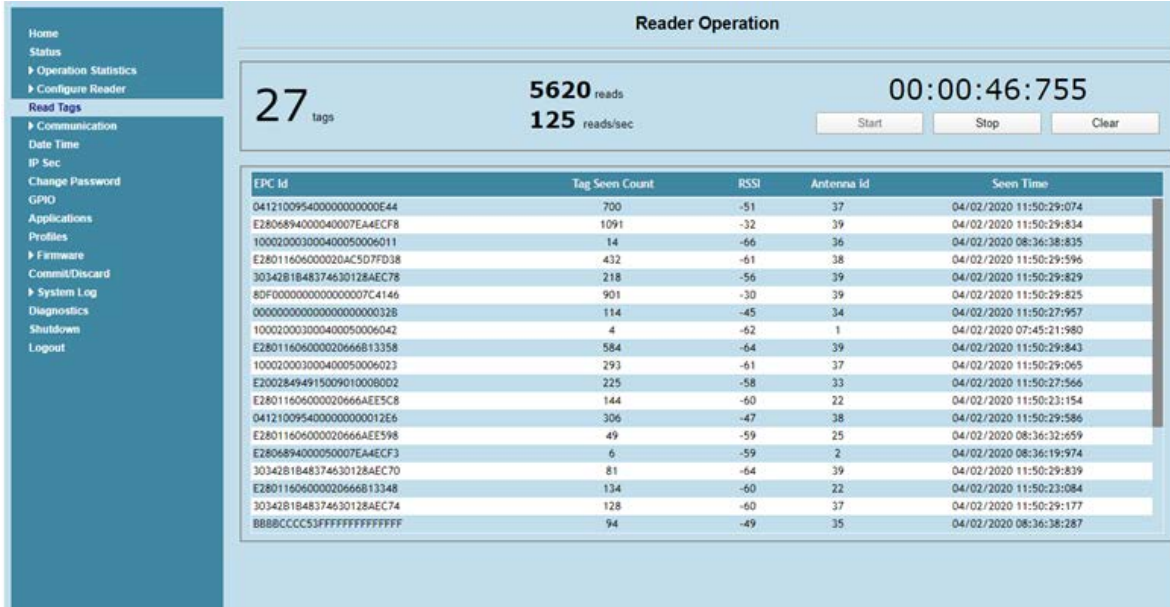 Reader Operation
Home
Status
Operation Statistics
Configure Reader
Read Tags
Communication
Date Time
IP Sec
Change Password
GPIO
Applications
Profiles
Firmware
Commit/Discard
System Log
Diagnostics
Shutdown
Logout
27 tags
5620 reads
125 reads/sec
00:00:46:755
Start Stop Clear
EPC Id Tag Seen Count RSSI Antenna Id Seen Time
041210095400000000000E44 700 -51 37 04/02/2020 11:50:29:074
E2806894000040007EA4ECF8 1091 -32 39 04/02/2020 11:50:29:834
100020003000400050006011 14 -66 36 04/02/2020 08:36:38:835
E28011606000020AC5D7FD38 432 -61 38 04/02/2020 11:50:29:596
30342B1B48374630128AEC78 218 -56 39 04/02/2020 11:50:29:829
8DF0000000000000007C4146 901 -30 39 04/02/2020 11:50:29:825
00000000000000000000032B 114 -45 34 04/02/2020 11:50:27:957
100020003000400050006042 4 -62 1 04/02/2020 07:45:21:980
E28011606000020666B13358 584 -64 39 04/02/2020 11:50:29:843
100020003000400050006023 293 -61 37 04/02/2020 11:50:29:065
E2002849491500901000B0D2 225 -58 33 04/02/2020 11:50:27:566
E28011606000020666AEE5C8 144 -60 22 04/02/2020 11:50:23:154
0412100954000000000012E6 306 -47 38 04/02/2020 11:50:29:586
E28011606000020666AEE598 49 -59 25 04/02/2020 08:36:32:659
E2806894000050007EA4ECF3 6 -59 2 04/02/2020 08:36:19:974
30342B1B48374630128AEC70 81 -64 39 04/02/2020 11:50:29:839
E28011606000020666B13348 134 -60 22 04/02/2020 11:50:23:084
30342B1B48374630128AEC74 128 -60 37 04/02/2020 11:50:29:177
BBBBCCCC53FFFFFFFFFFFFFF 94 -49 35 04/02/2020 08:36:38:287